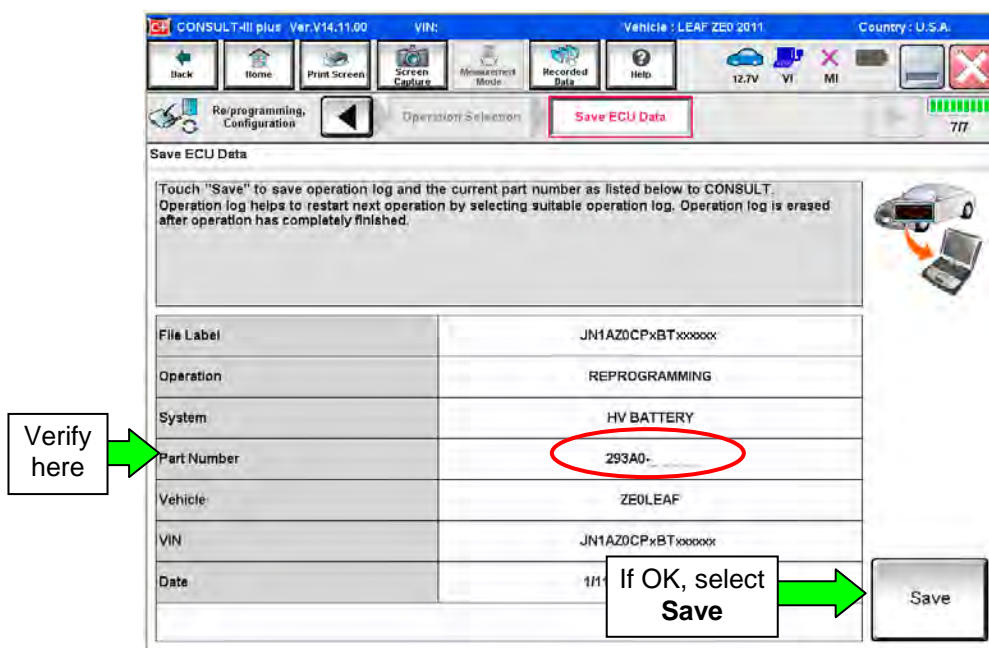 CONSULT-III plus Ver.V14.11.00 VIN: Vehicle : LEAF ZE0 2011 Country : U.S.A.
Back
Home
Print Screen
Screen
Capture
Measurement
Mode
Recorded
Data
Help
12.7V
VI
MI
Re/programming,
Configuration
Operation Selection
Save ECU Data
7/7
Save ECU Data
Touch "Save" to save operation log and the current part number as listed below to CONSULT.
Operation log helps to restart next operation by selecting suitable operation log. Operation log is erased
after operation has completely finished.
File Label JN1AZ0CPxBTxxxxxx
Operation REPROGRAMMING
System HV BATTERY
Verify
here
Part Number 293A0-
Vehicle ZE0LEAF
VIN JN1AZ0CPxBTxxxxxx
Date 1/11
If OK, select
Save
Save